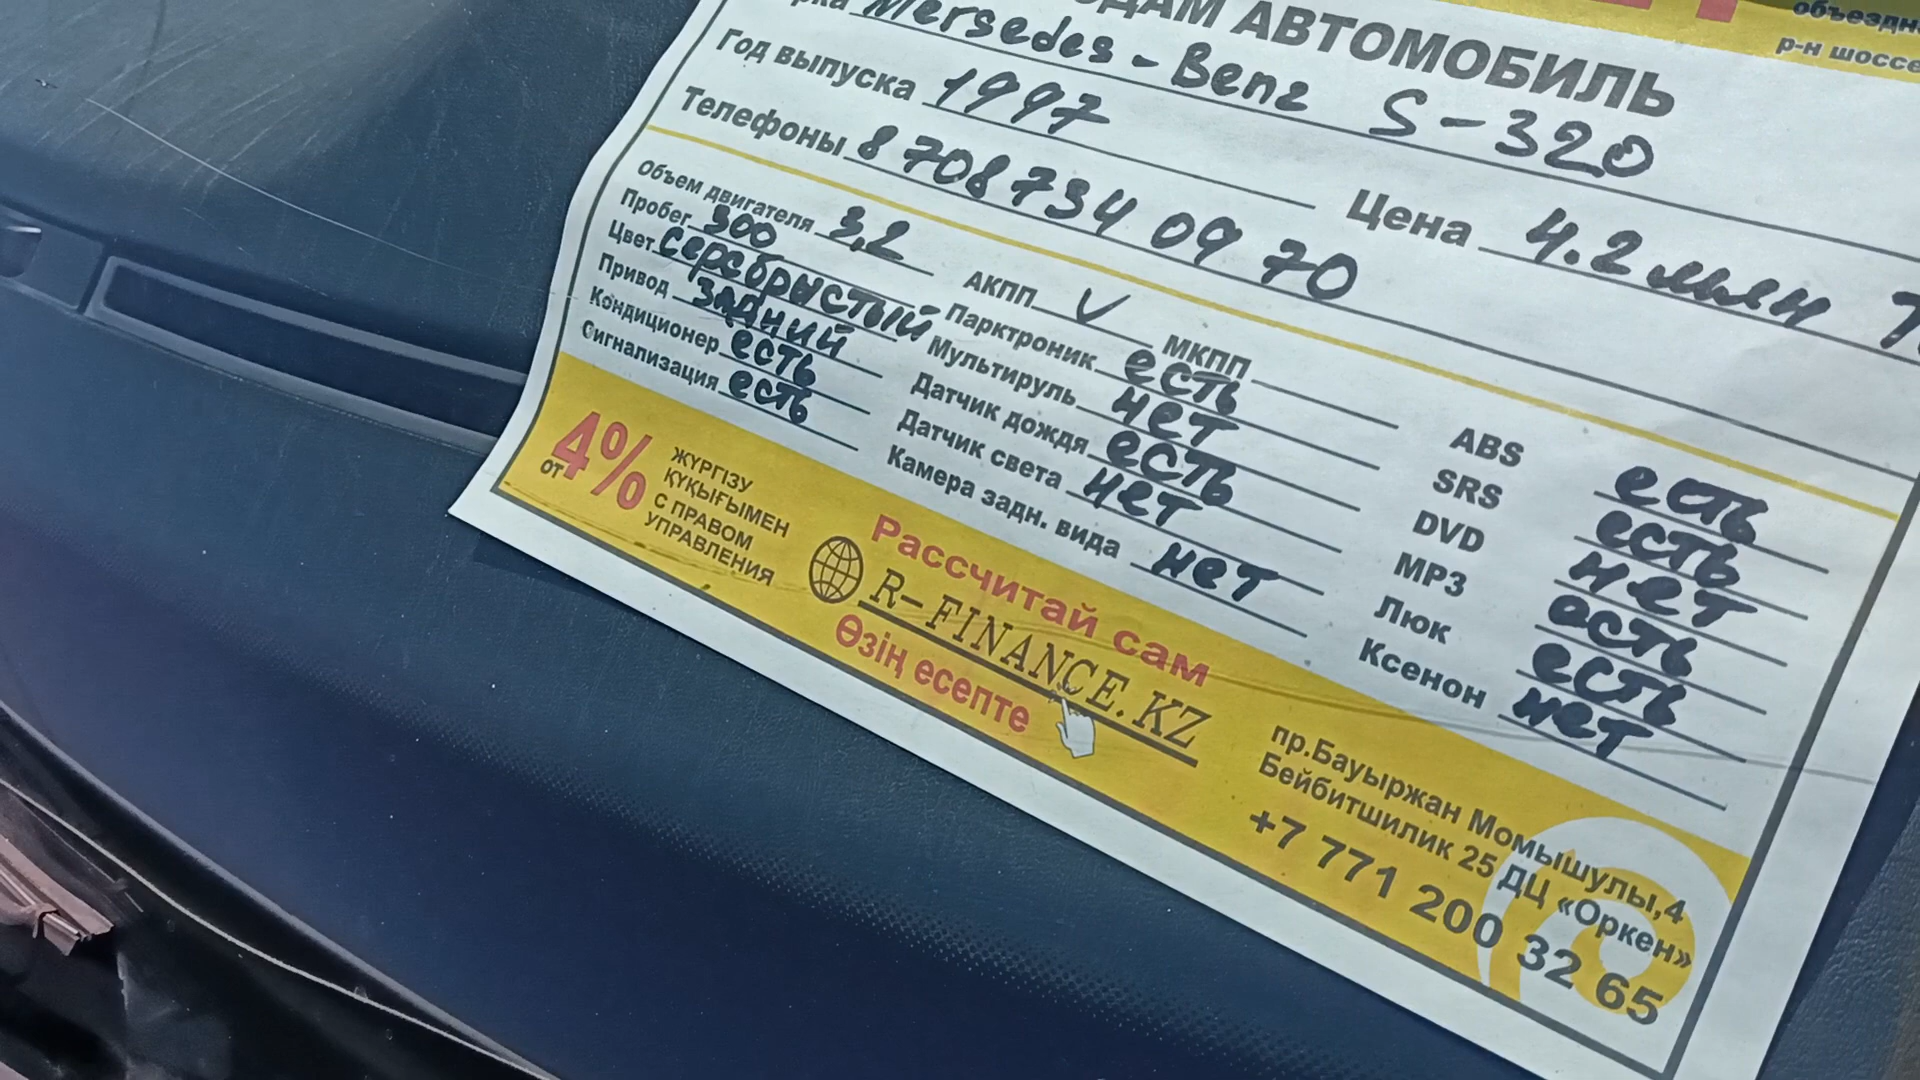 объездн
р-н шоссе
ДАМ АВТОМОБИЛЬ
рка Mersedes-Benz S-320
Год выпуска 1997 Цена 4.2 млн Т
Телефоны 8 708 734 09 70
Объем двигателя 3,2 АКПП V МКПП
Пробег 300 Парктроник есть ABS есть
Цвет серебрыстый Мультируль нет SRS есть
Привод задний Датчик дождя есть DVD нет
Кондиционер есть Датчик света нет MP3 есть
Сигнализация есть Камера задн. вида нет Люк есть
Ксенон нет
от 4%
ЖҮРГІЗУ
ҚҰҚЫҒЫМЕН
С ПРАВОМ
УПРАВЛЕНИЯ
Рассчитай сам
R-FINANCE.KZ
Өзің есепте
пр.Бауыржан Момышулы,4
Бейбитшилик 25 ДЦ «Оркен»
+7 771 200 32 65